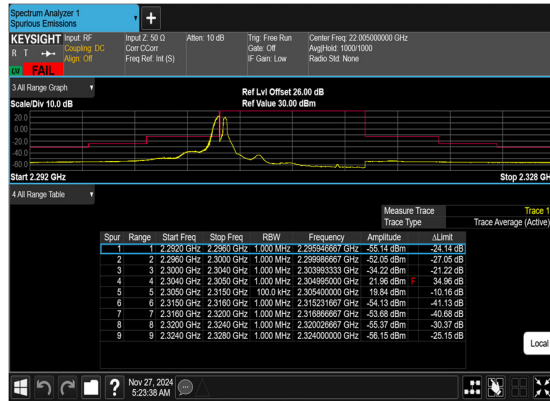 Spectrum Analyzer 1
Spurious Emissions
KEYSIGHT Input: RF Input Z: 50 Ω Atten: 10 dB Trig: Free Run Center Freq: 22.005000000 GHz
R T Coupling: DC Corr CCorr Gate: Off Avg|Hold: 1000/1000
Align: Off Freq Ref: Int (S) IF Gain: Low Radio Std: None
FAIL
3 All Range Graph
Ref Lvl Offset 26.00 dB
Scale/Div 10.0 dB Ref Value 30.00 dBm
20.0
0.00
-20.0
-40.0
-60.0
Start 2.292 GHz Stop 2.328 GH
4 All Range Table
Measure Trace Trace 1
Trace Type Trace Average (Active)
Spur Range Start Freq Stop Freq RBW Frequency Amplitude ΔLimit
1 1 2.2920 GHz 2.2960 GHz 1.000 MHz 2.295946667 GHz -55.14 dBm -24.14 dB
2 2 2.2960 GHz 2.3000 GHz 1.000 MHz 2.299986667 GHz -52.05 dBm -27.05 dB
3 3 2.3000 GHz 2.3040 GHz 1.000 MHz 2.303993333 GHz -34.22 dBm -21.22 dB
4 4 2.3040 GHz 2.3050 GHz 1.000 MHz 2.304995000 GHz 21.96 dBm F 34.96 dB
5 5 2.3050 GHz 2.3150 GHz 100.0 kHz 2.305400000 GHz 19.84 dBm -10.16 dB
6 6 2.3150 GHz 2.3160 GHz 1.000 MHz 2.315231667 GHz -54.13 dBm -41.13 dB
7 7 2.3160 GHz 2.3200 GHz 1.000 MHz 2.316866667 GHz -53.68 dBm -40.68 dB
8 8 2.3200 GHz 2.3240 GHz 1.000 MHz 2.320026667 GHz -55.37 dBm -30.37 dB
9 9 2.3240 GHz 2.3280 GHz 1.000 MHz 2.324000000 GHz -56.15 dBm -25.15 dB
Local
Nov 27, 2024
5:23:38 AM